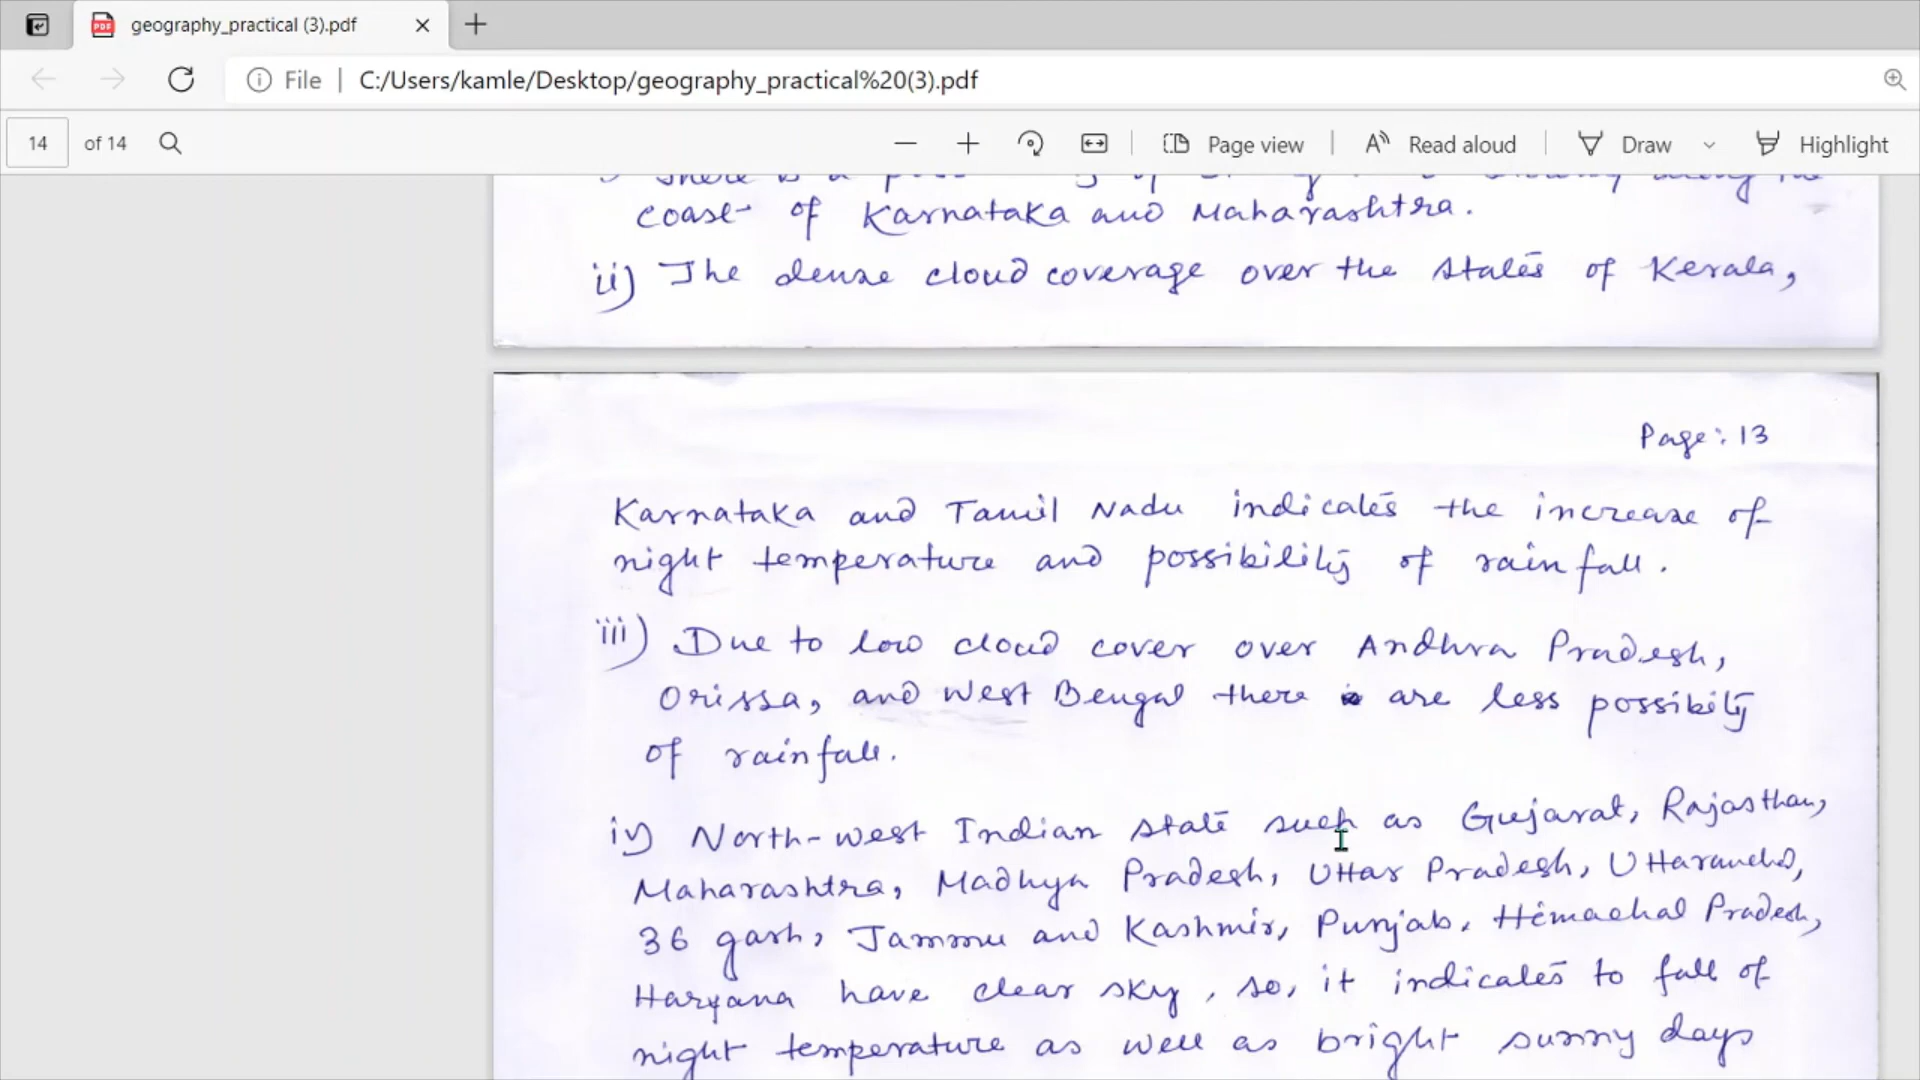 geography_practical (3).pdf
File | C:/Users/kamle/Desktop/geography_practical%20(3).pdf
14 of 14 Page view Read aloud Draw Highlight
There is a
coast of Karnataka and Maharashtra.
ii) The dense cloud coverage over the states of Kerala,
Page: 13
Karnataka and Tamil Nadu indicates the increase of
night temperature and possibility of rainfall.
iii) Due to low cloud cover over Andhra Pradesh,
Orissa, and West Bengal there are less possibility
of rainfall.
iv) North-west Indian state such as Gujarat, Rajasthan,
Maharashtra, Madhya Pradesh, Uttar Pradesh, Uttaranchal,
36 garh, Jammu and Kashmir, Punjab, Himachal Pradesh,
Haryana have clear sky, so, it indicates to fall of
night temperature as well as bright sunny days